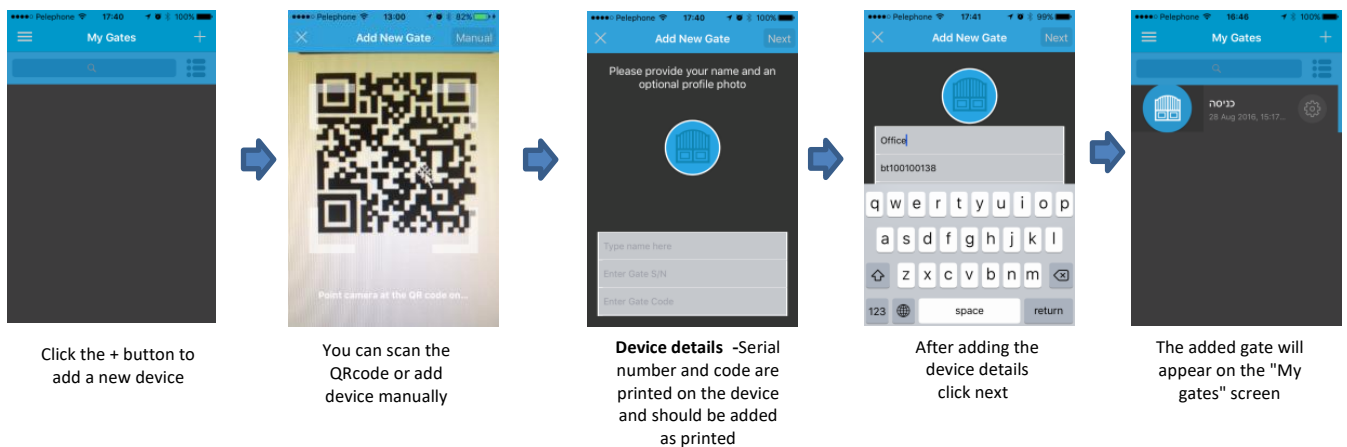 ●●●●○ Pelephone 17:40 100%
My Gates +
●●●●○ Pelephone 13:00 82%
Add New Gate Manual
Point camera at the QR code on...
●●●●○ Pelephone 17:40 100%
Add New Gate Next
Please provide your name and an
optional profile photo
Type name here
Enter Gate S/N
Enter Gate Code
●●●●○ Pelephone 17:41 99%
Add New Gate Next
Office
bt100100138
q w e r t y u i o p
a s d f g h j k l
z x c v b n m
123 space return
●●●●○ Pelephone 16:46 100%
My Gates +
כניסה
28 Aug 2016, 15:17...
Click the + button to
add a new device
You can scan the
QRcode or add
device manually
Device details -Serial
number and code are
printed on the device
and should be added
as printed
After adding the
device details
click next
The added gate will
appear on the "My
gates" screen